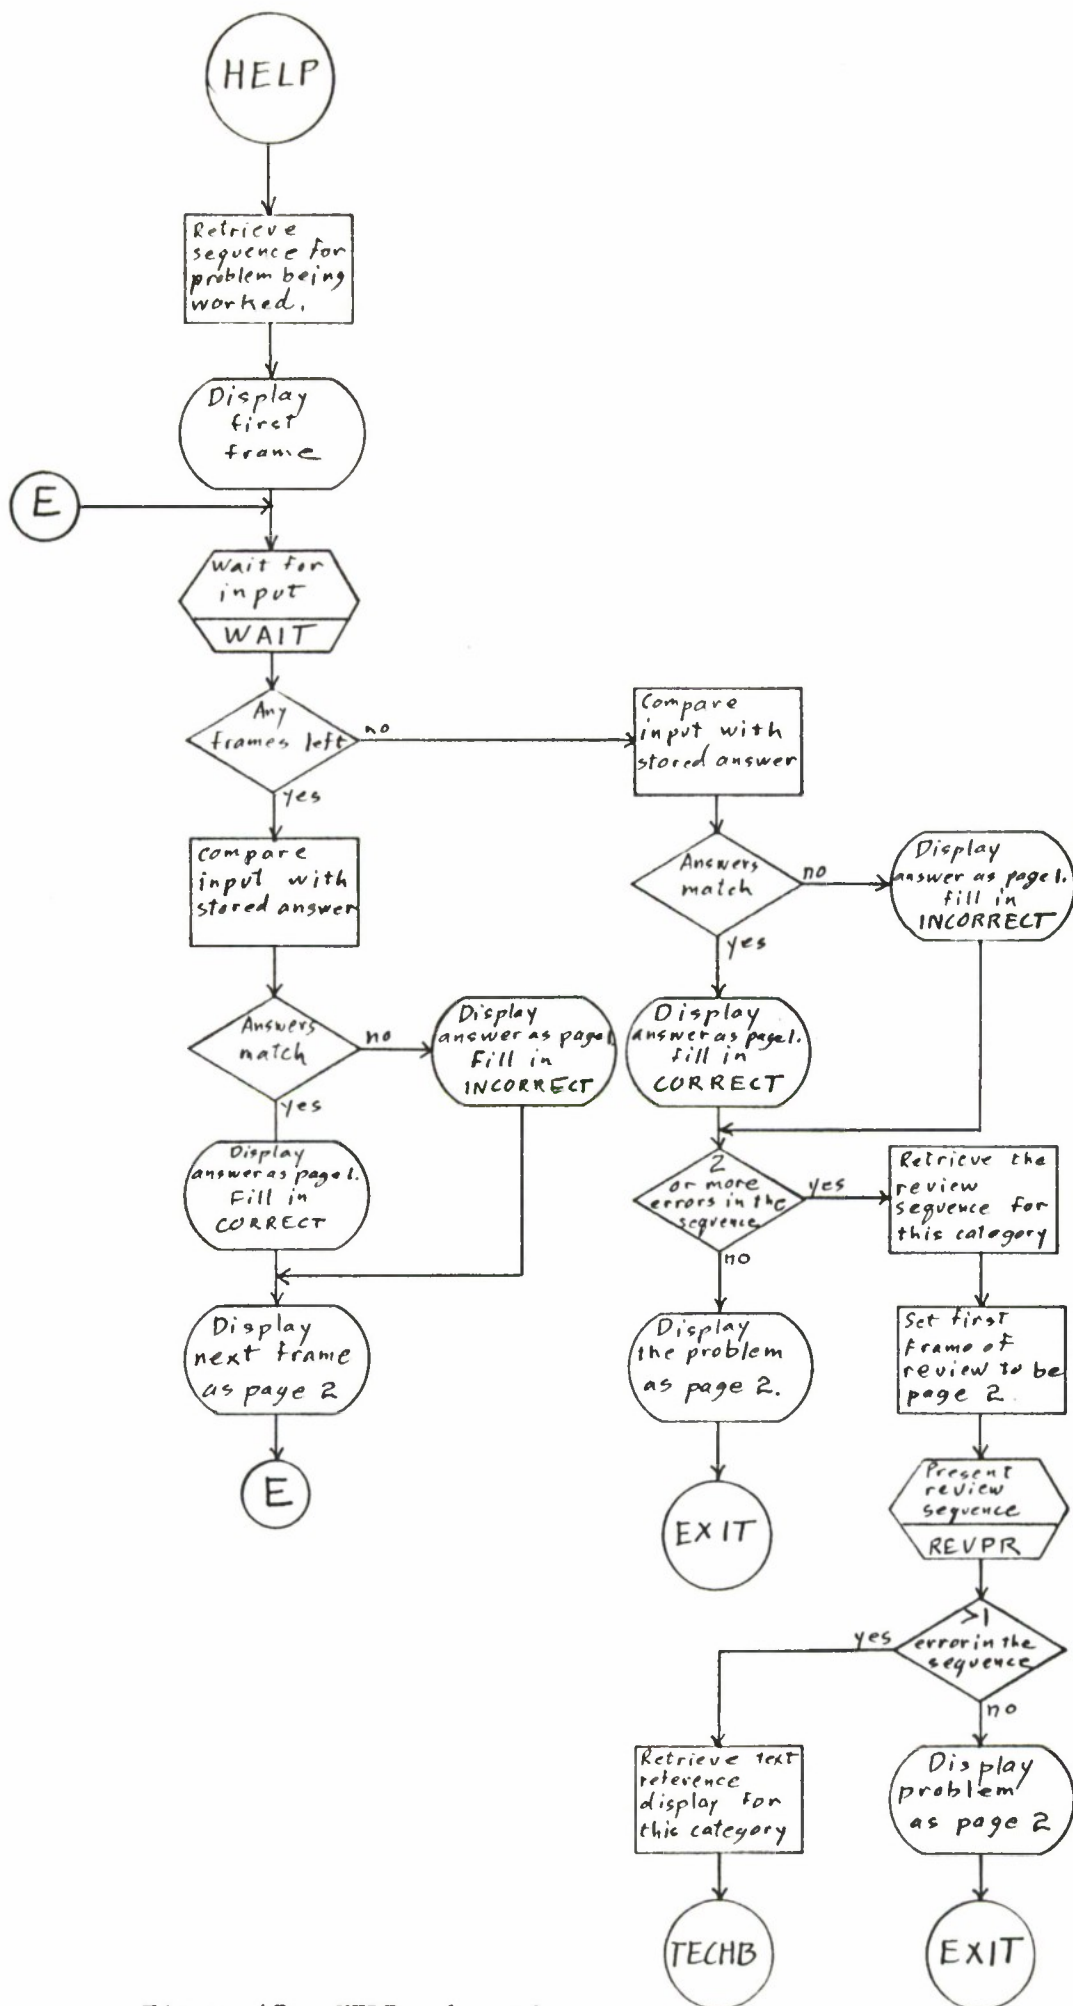 HELP
Retrieve
sequence for
problem being
worked.
Display
first
frame
E
Wait for
input
WAIT
Any
frames left
no
yes
Compare
input with
stored answer
Answers
match
no
yes
Display
answer as page 1.
Fill in
INCORRECT
Display
answer as page 1.
Fill in
CORRECT
Display
next frame
as page 2
E
Compare
input with
stored answer
Answers
match
no
yes
Display
answer as page 1.
fill in
INCORRECT
Display
answer as page 1.
fill in
CORRECT
2
or more
errors in the
sequence
yes
no
Display
the problem
as page 2.
EXIT
Retrieve the
review
sequence for
this category
Set first
frame of
review to be
page 2.
Present
review
sequence
REVPR
>1
error in the
sequence
yes
no
Retrieve text
reference
display for
this category
TECHB
Display
problem
as page 2
EXIT